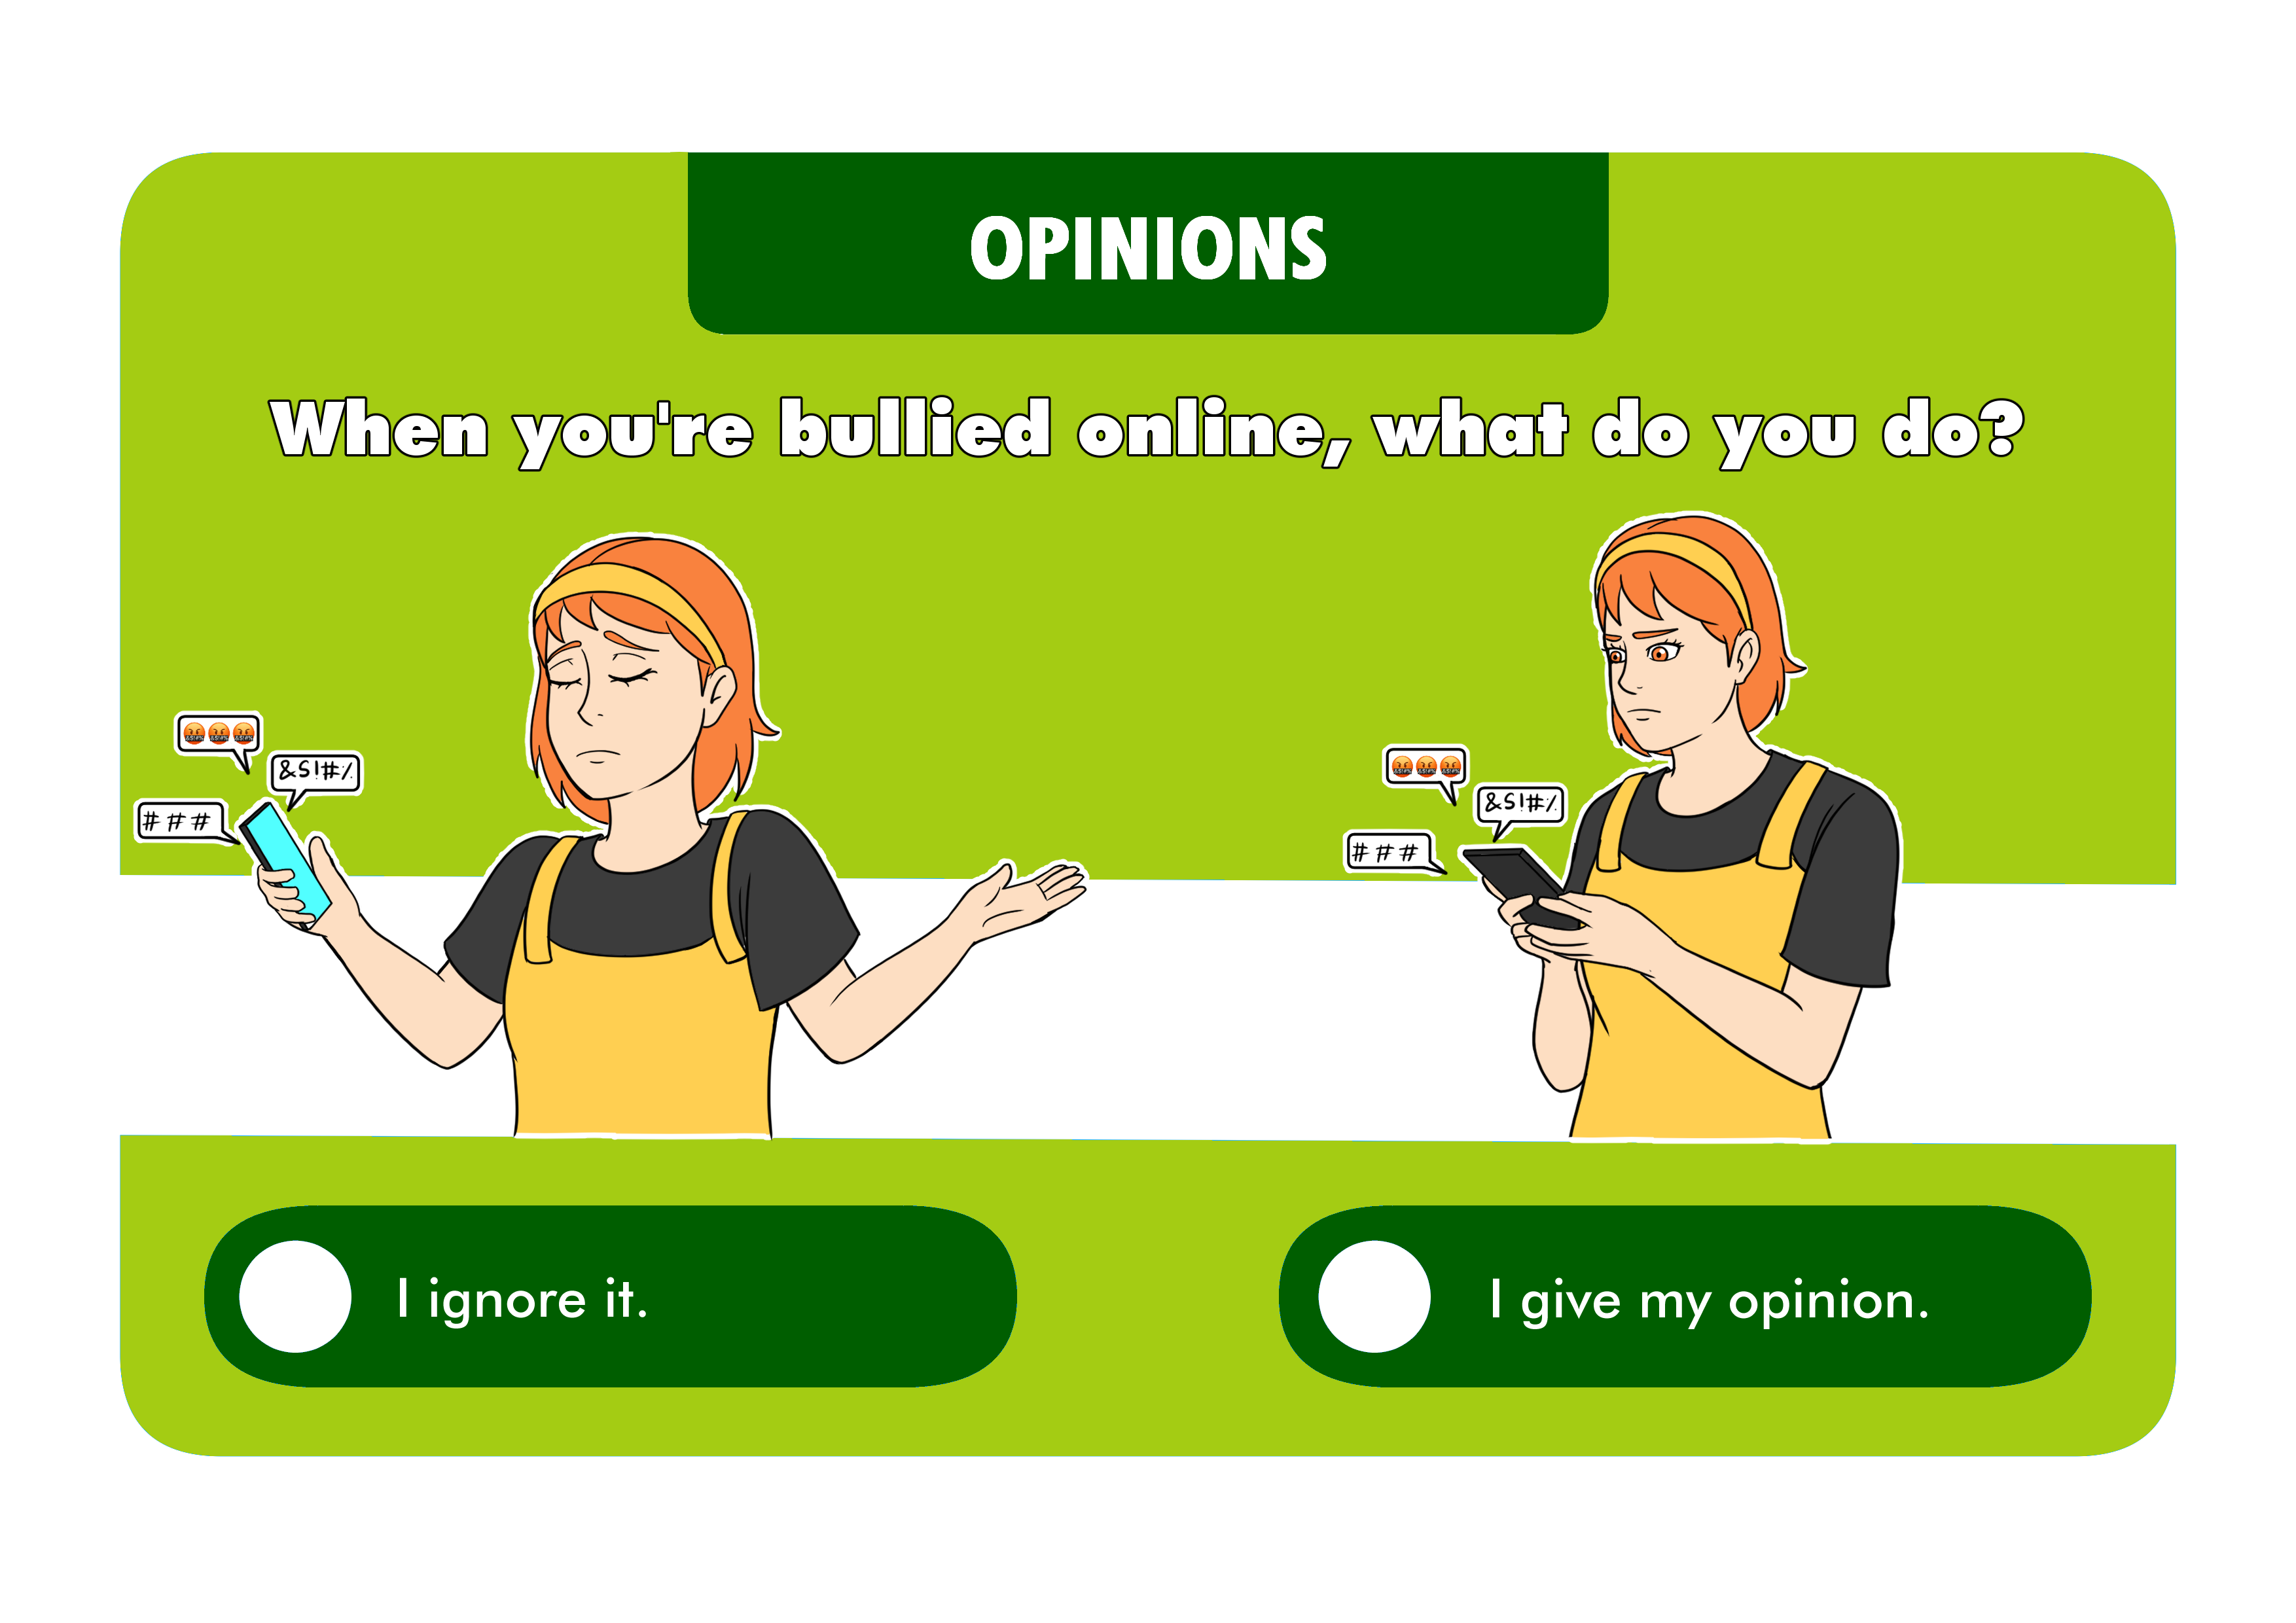 OPINIONS
When you're bullied online, what do you do?
&S!#/.
# # #
&S!#/.
# # #
I ignore it.
I give my opinion.